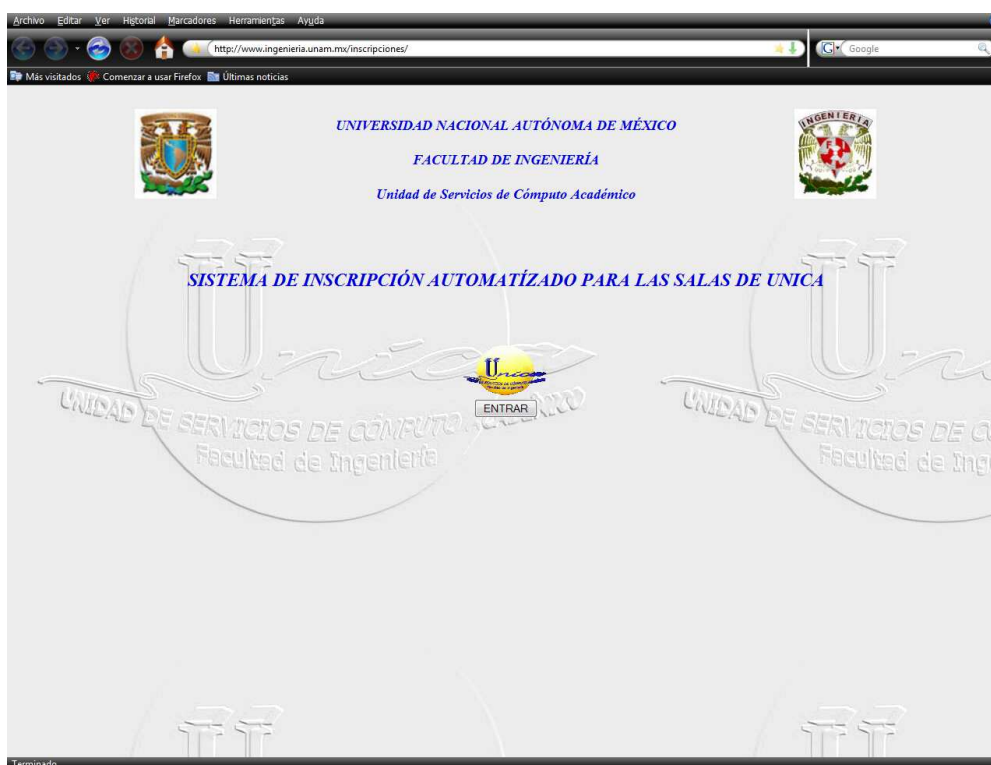 Archivo Editar Ver Historial Marcadores Herramientas Ayuda
http://www.ingenieria.unam.mx/inscripciones/
G Google
Más visitados Comenzar a usar Firefox Últimas noticias
UNIVERSIDAD NACIONAL AUTÓNOMA DE MÉXICO
INGENIERIA
FACULTAD DE INGENIERÍA
Unidad de Servicios de Cómputo Académico
SISTEMA DE INSCRIPCIÓN AUTOMATÍZADO PARA LAS SALAS DE UNICA
Unica
ENTRAR
Unica
UNIDAD DE SERVICIOS DE CÓMPUTO ACADÉMICO
Facultad de Ingeniería
UNIDAD DE SERVICIOS DE C
Facultad de Ing
Terminado